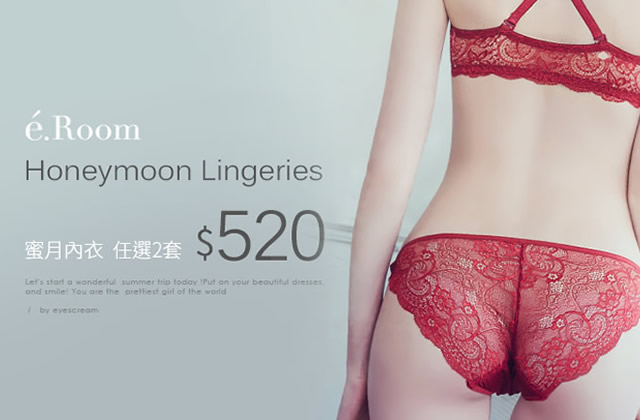 é.Room
Honeymoon Lingeries
蜜月內衣 任選2套 $520
Let's start a wonderful summer trip today !Put on your beautiful dresses,
and smile! You are the prettiest girl of the world
/ by eyescream